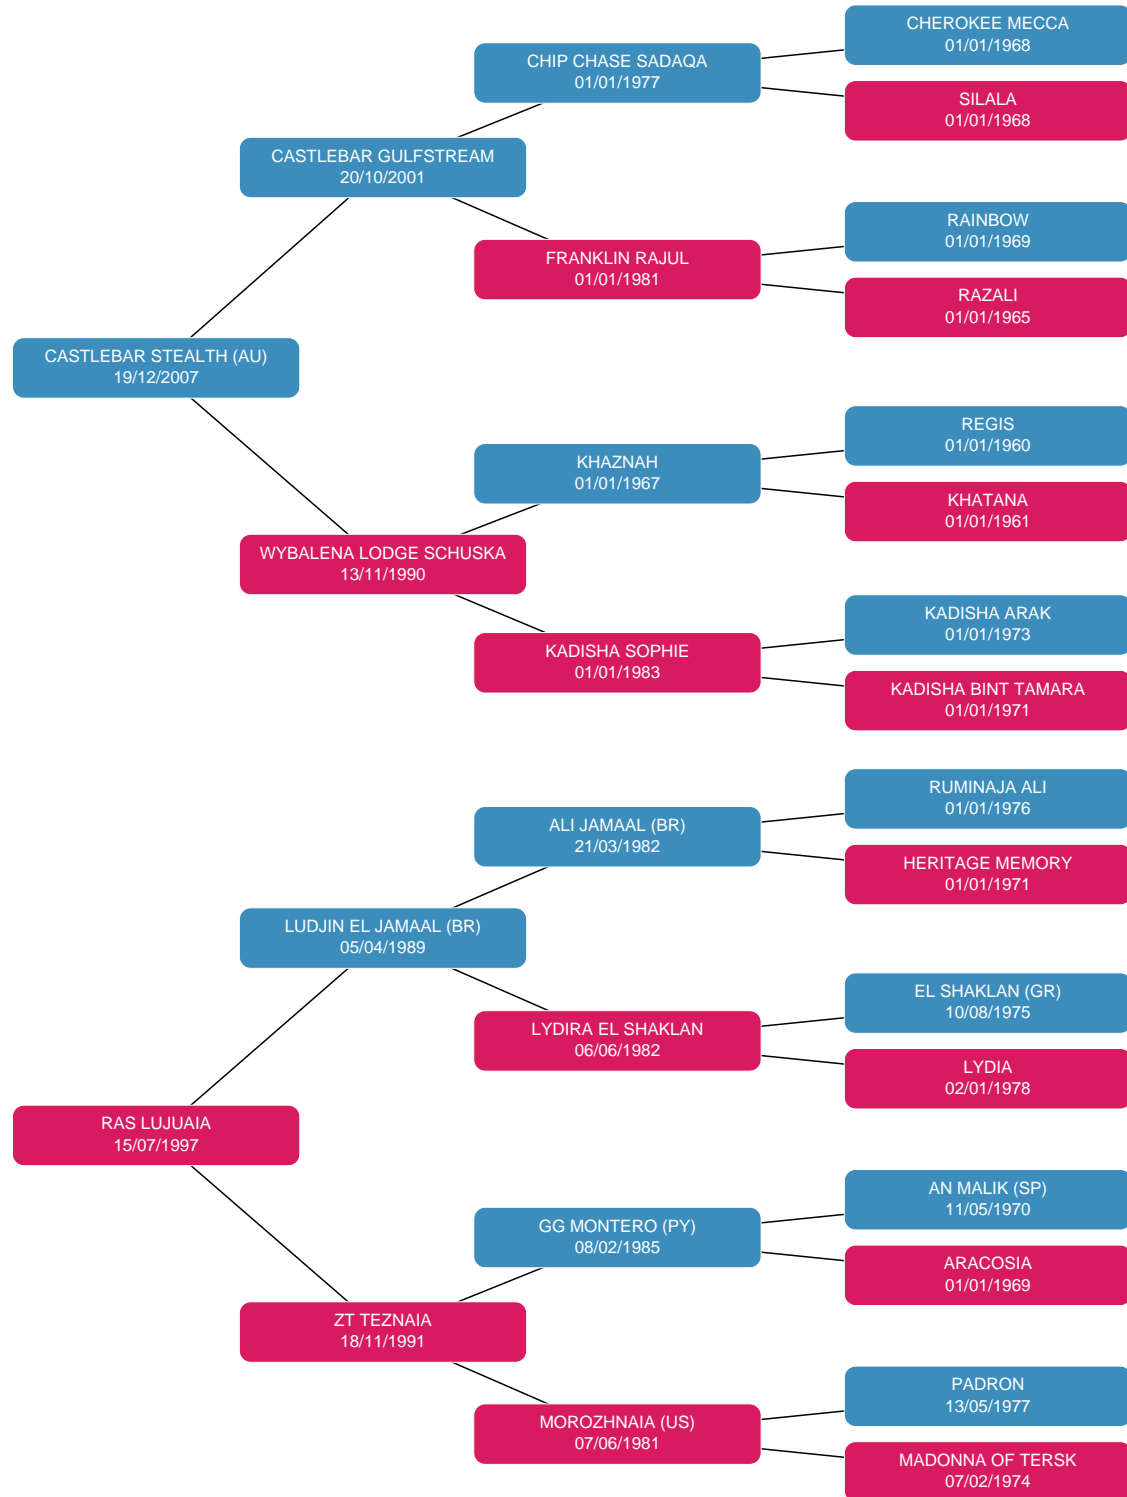 CHEROKEE MECCA
01/01/1968
CHIP CHASE SADAQA
01/01/1977
SILALA
01/01/1968
CASTLEBAR GULFSTREAM
20/10/2001
RAINBOW
01/01/1969
FRANKLIN RAJUL
01/01/1981
RAZALI
01/01/1965
CASTLEBAR STEALTH (AU)
19/12/2007
REGIS
01/01/1960
KHAZNAH
01/01/1967
KHATANA
01/01/1961
WYBALENA LODGE SCHUSKA
13/11/1990
KADISHA ARAK
01/01/1973
KADISHA SOPHIE
01/01/1983
KADISHA BINT TAMARA
01/01/1971
RUMINAJA ALI
01/01/1976
ALI JAMAAL (BR)
21/03/1982
HERITAGE MEMORY
01/01/1971
LUDJIN EL JAMAAL (BR)
05/04/1989
EL SHAKLAN (GR)
10/08/1975
LYDIRA EL SHAKLAN
06/06/1982
LYDIA
02/01/1978
RAS LUJUAIA
15/07/1997
AN MALIK (SP)
11/05/1970
GG MONTERO (PY)
08/02/1985
ARACOSIA
01/01/1969
ZT TEZNAIA
18/11/1991
PADRON
13/05/1977
MOROZHNAIA (US)
07/06/1981
MADONNA OF TERSK
07/02/1974